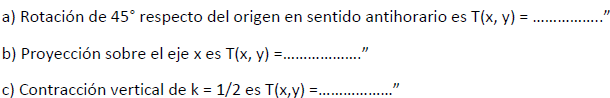 a) Rotación de 45° respecto del origen en sentido antihorario es T(x, y) = ……………..”
b) Proyección sobre el eje x es T(x, y) =……………….”
c) Contracción vertical de k = 1/2 es T(x,y) =………………”